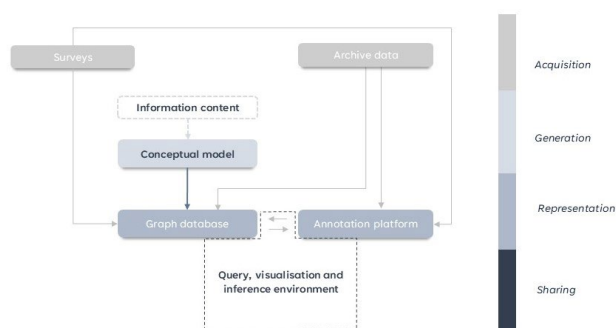 Surveys
Archive data
Information content
Conceptual model
Graph database
Annotation platform
Query, visualisation and
inference environment
Acquisition
Generation
Representation
Sharing